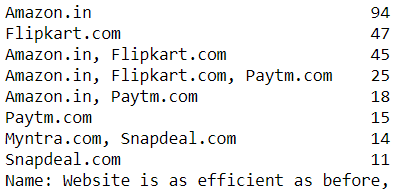 Amazon.in 94
Flipkart.com 47
Amazon.in, Flipkart.com 45
Amazon.in, Flipkart.com, Paytm.com 25
Amazon.in, Paytm.com 18
Paytm.com 15
Myntra.com, Snapdeal.com 14
Snapdeal.com 11
Name: Website is as efficient as before,